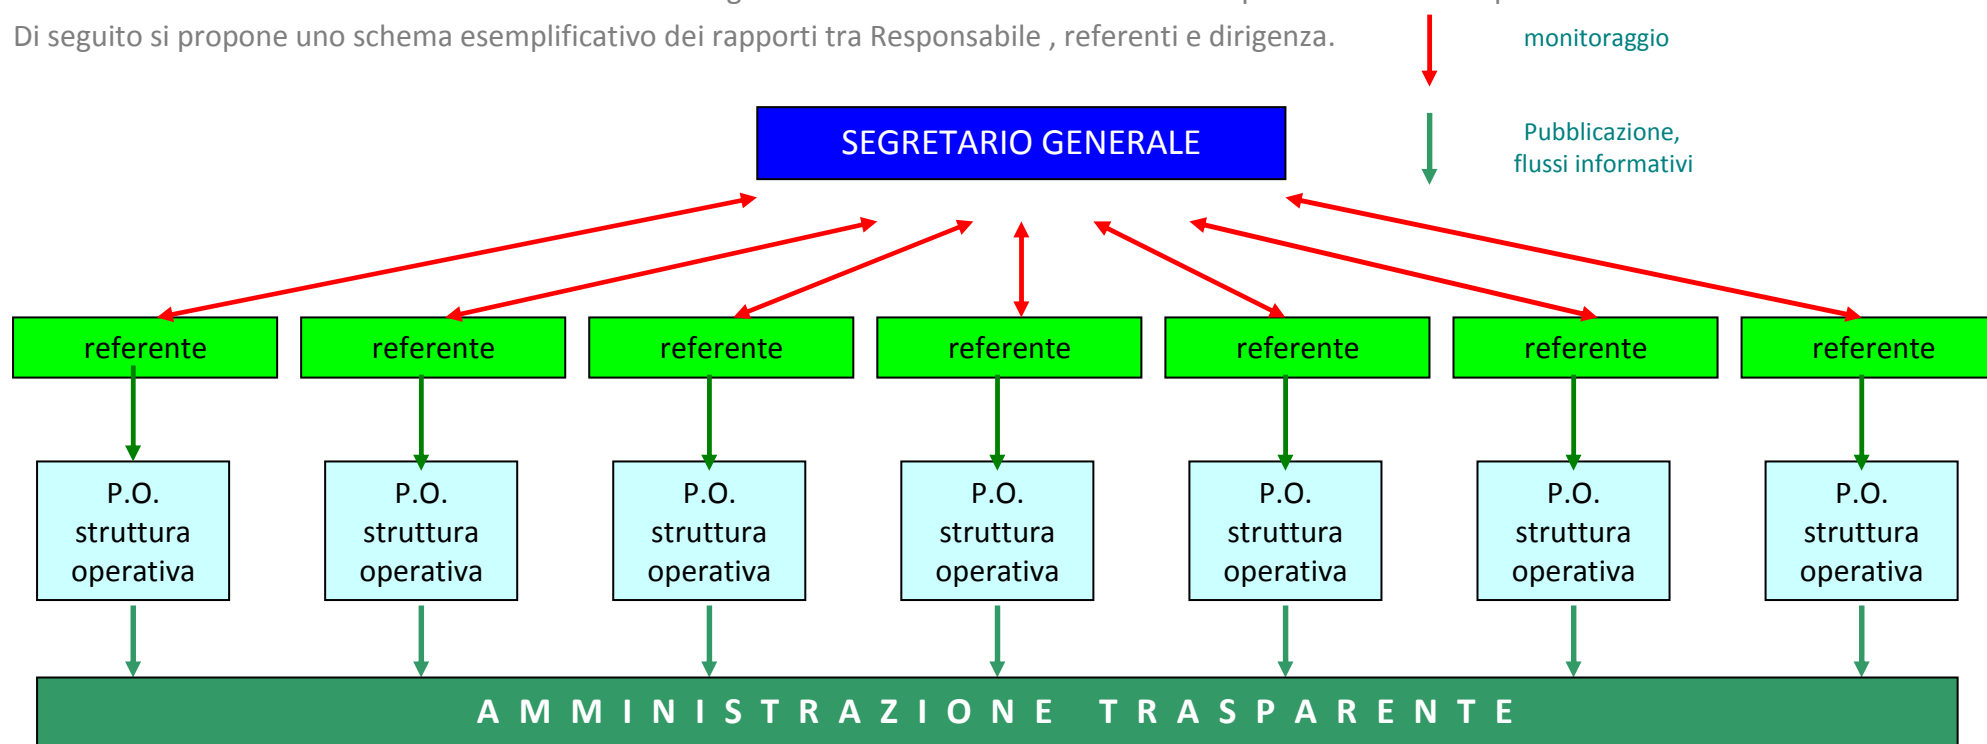 Di seguito si propone uno schema esemplificativo dei rapporti tra Responsabile , referenti e dirigenza.
monitoraggio
SEGRETARIO GENERALE
Pubblicazione,
flussi informativi
referente referente referente referente referente referente referente
P.O. P.O. P.O. P.O. P.O. P.O. P.O.
struttura struttura struttura struttura struttura struttura struttura
operativa operativa operativa operativa operativa operativa operativa
A M M I N I S T R A Z I O N E T R A S P A R E N T E